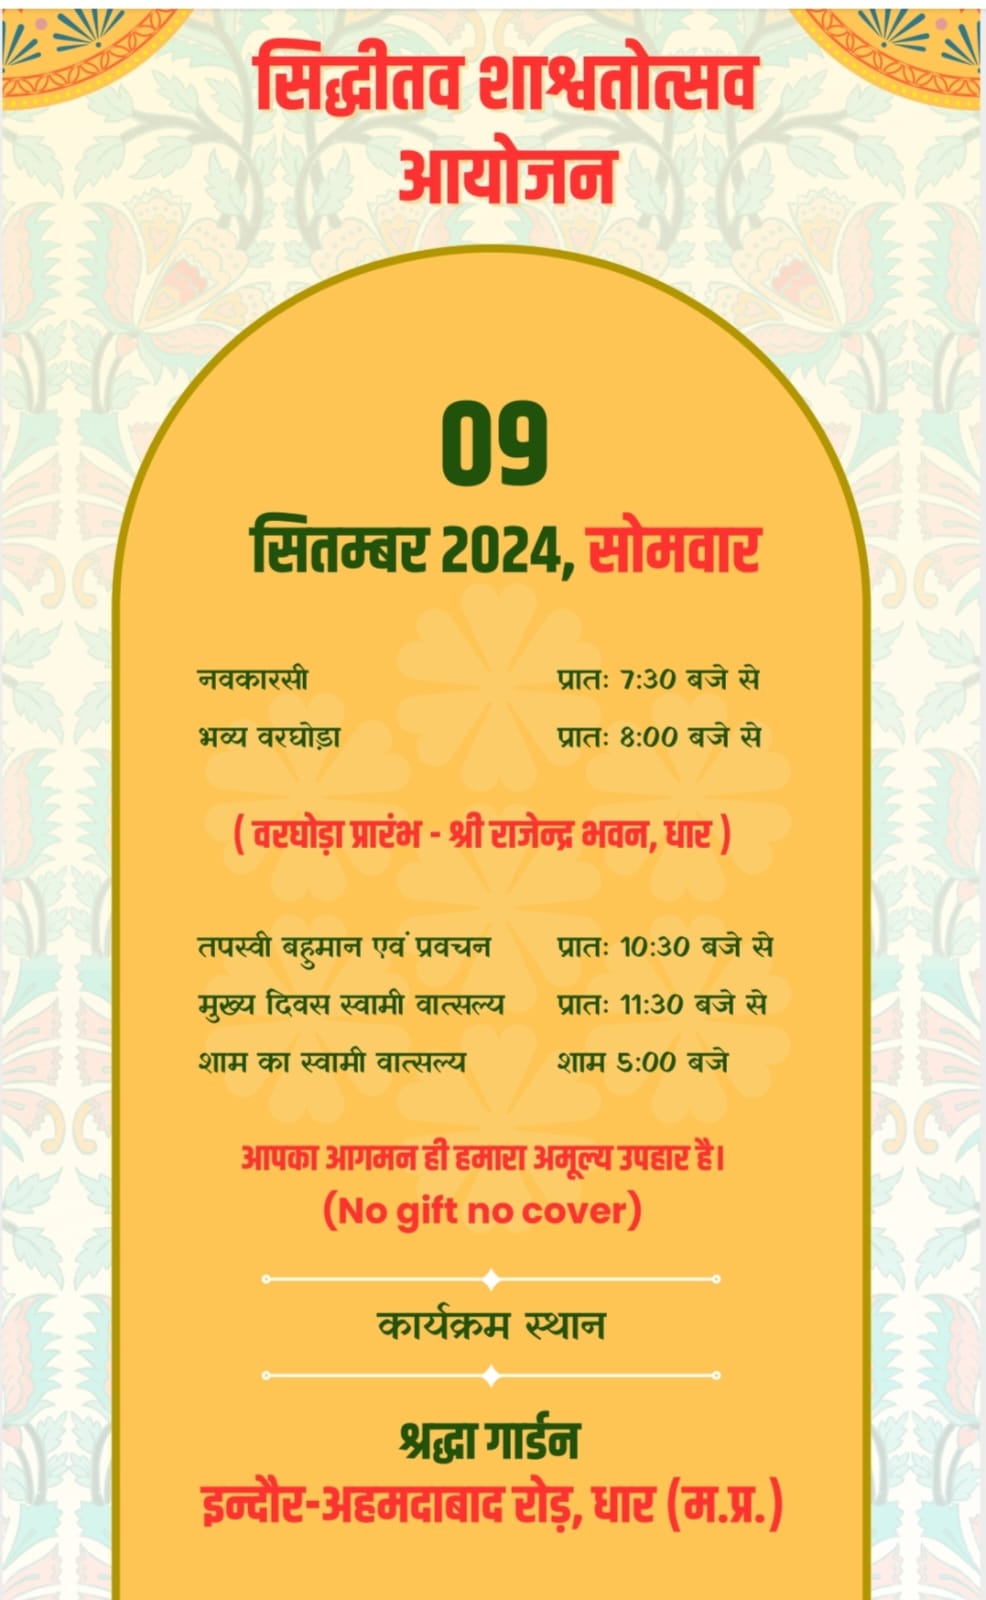 सिद्धीतव शाश्वतोत्सव
आयोजन
09
सितम्बर 2024, सोमवार
नवकारसी प्रातः 7:30 बजे से
भव्य वरघोड़ा प्रातः 8:00 बजे से
( वरघोड़ा प्रारंभ - श्री राजेन्द्र भवन, धार )
तपस्वी बहुमान एवं प्रवचन प्रातः 10:30 बजे से
मुख्य दिवस स्वामी वात्सल्य प्रातः 11:30 बजे से
शाम का स्वामी वात्सल्य शाम 5:00 बजे
आपका आगमन ही हमारा अमूल्य उपहार है।
(No gift no cover)
कार्यक्रम स्थान
श्रद्धा गार्डन
इन्दौर-अहमदाबाद रोड़, धार (म.प्र.)